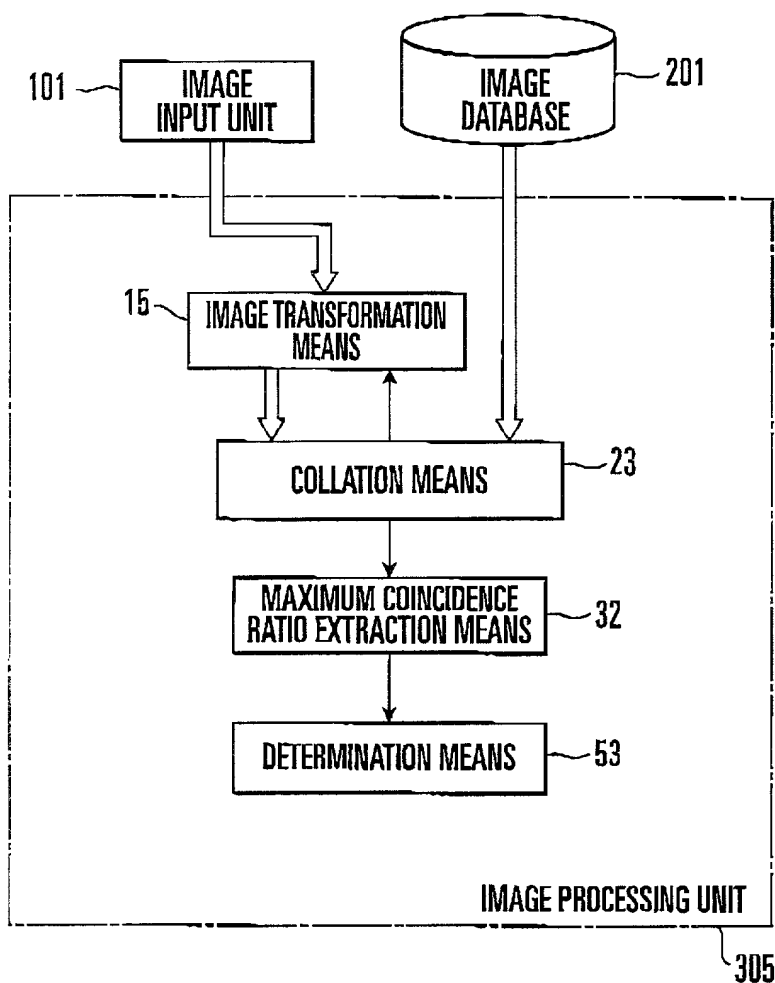 101
IMAGE
INPUT UNIT
IMAGE
DATABASE
201
15
IMAGE TRANSFORMATION
MEANS
COLLATION MEANS
23
MAXIMUM COINCIDENCE
RATIO EXTRACTION MEANS
32
DETERMINATION MEANS
53
IMAGE PROCESSING UNIT
305